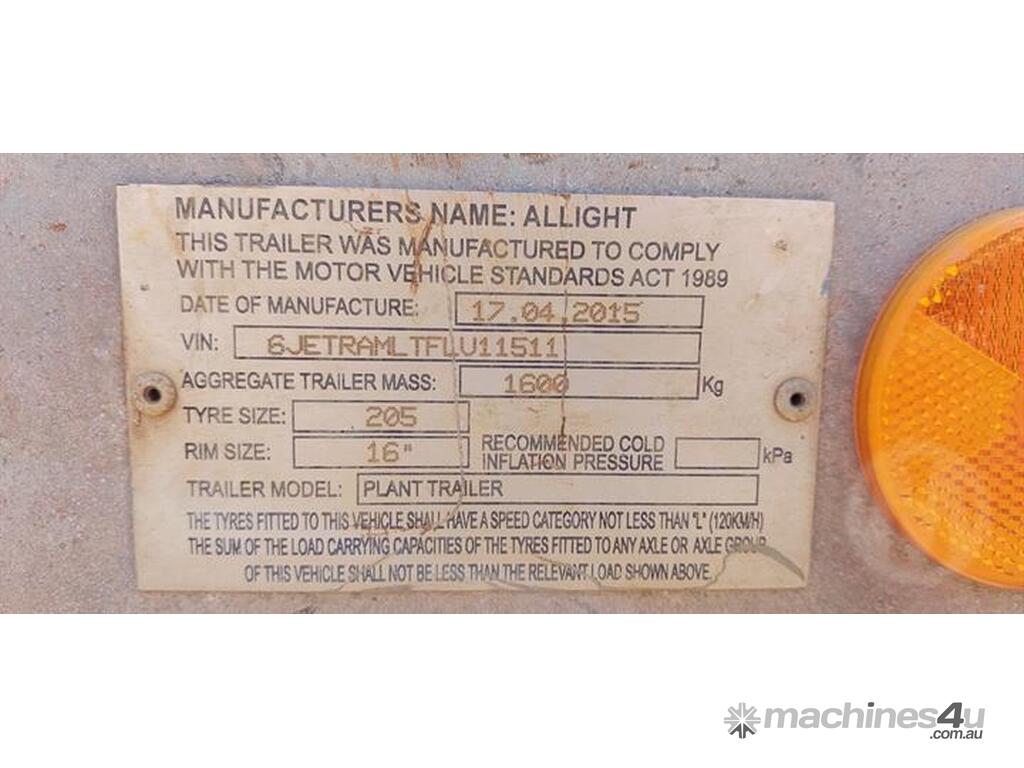 MANUFACTURERS NAME: ALLIGHT
THIS TRAILER WAS MANUFACTURED TO COMPLY
WITH THE MOTOR VEHICLE STANDARDS ACT 1989
DATE OF MANUFACTURE: 17.04.2015
VIN: 6JETRAMLTFLU11511
AGGREGATE TRAILER MASS: 1600 Kg
TYRE SIZE: 205
RIM SIZE: 16" RECOMMENDED COLD INFLATION PRESSURE kPa
TRAILER MODEL: PLANT TRAILER
THE TYRES FITTED TO THIS VEHICLE SHALL HAVE A SPEED CATEGORY NOT LESS THAN "L" (120KM/H)
THE SUM OF THE LOAD CARRYING CAPACITIES OF THE TYRES FITTED TO ANY AXLE OR AXLE GROUP
OF THIS VEHICLE SHALL NOT BE LESS THAN THE RELEVANT LOAD SHOWN ABOVE.
machines4u
.com.au